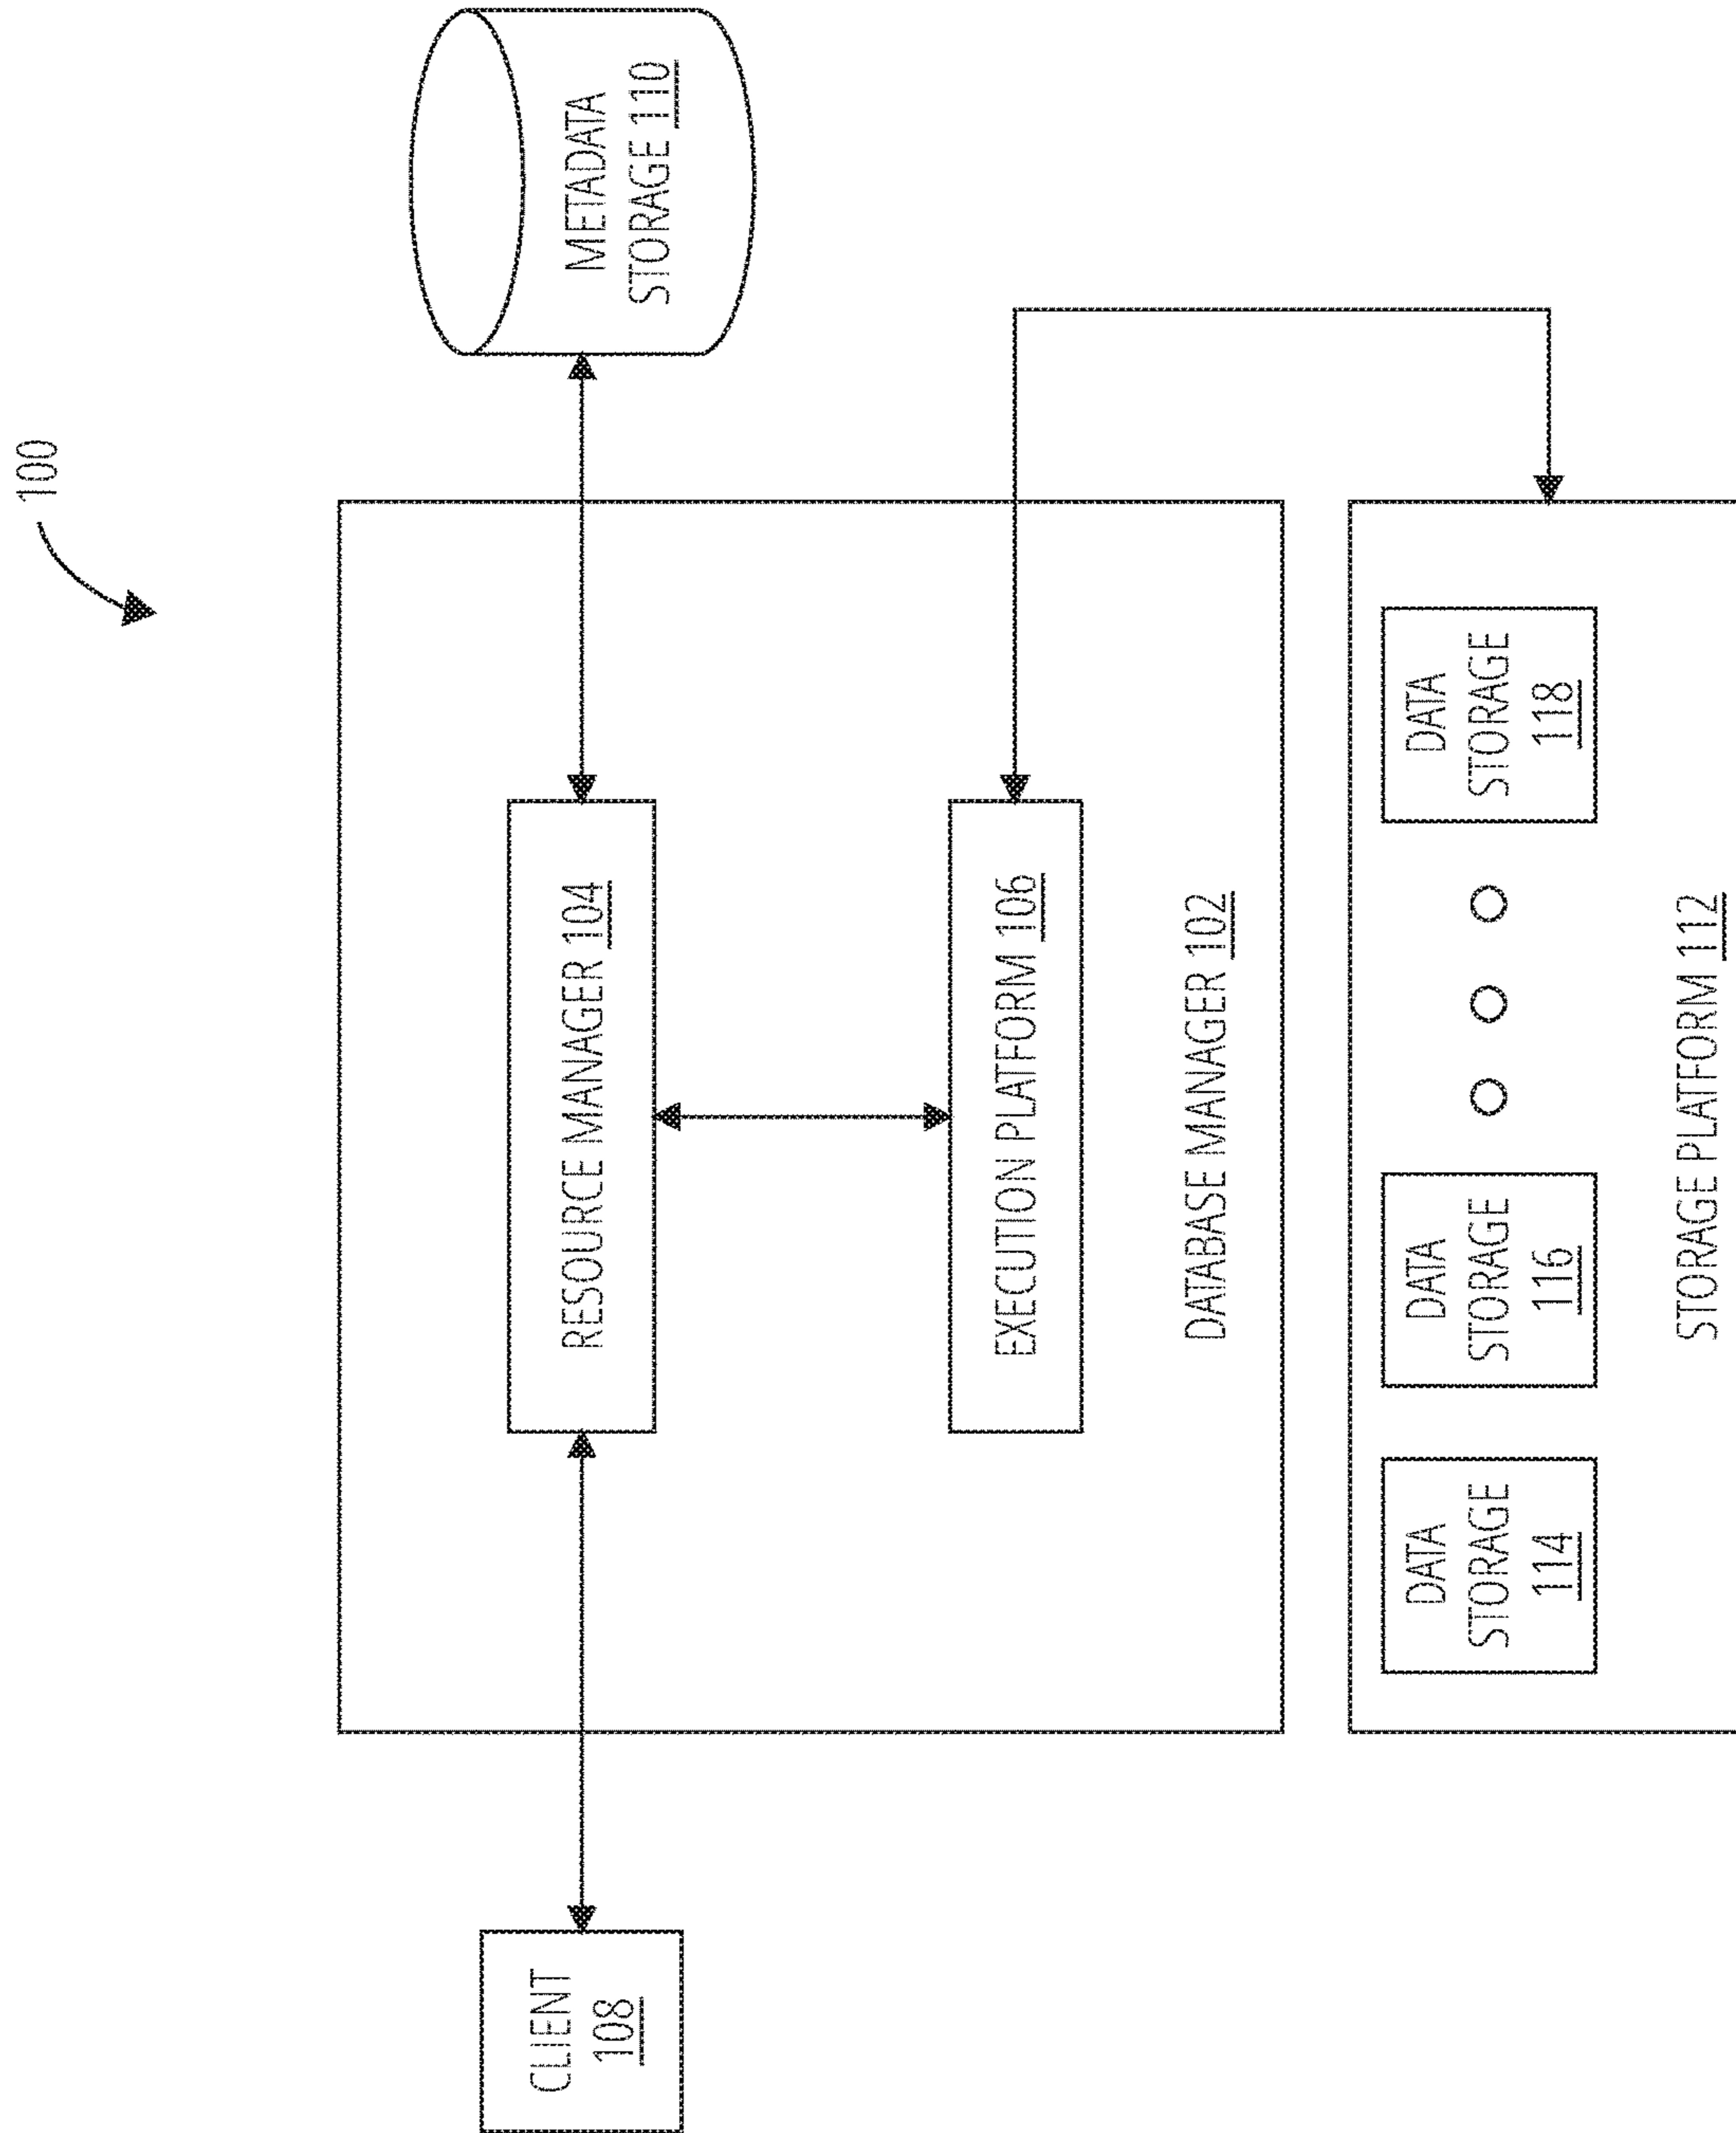 100
CLIENT
108
RESOURCE MANAGER 104
METADATA
STORAGE 110
EXECUTION PLATFORM 106
DATABASE MANAGER 102
DATA
STORAGE
114
DATA
STORAGE
116
DATA
STORAGE
118
STORAGE PLATFORM 112